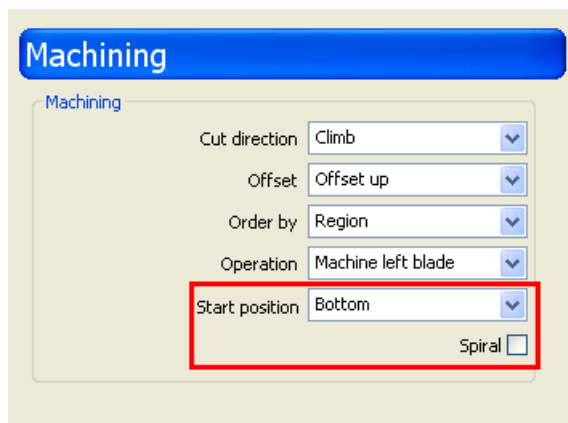 Machining
Machining
Cut direction Climb
Offset Offset up
Order by Region
Operation Machine left blade
Start position Bottom
Spiral